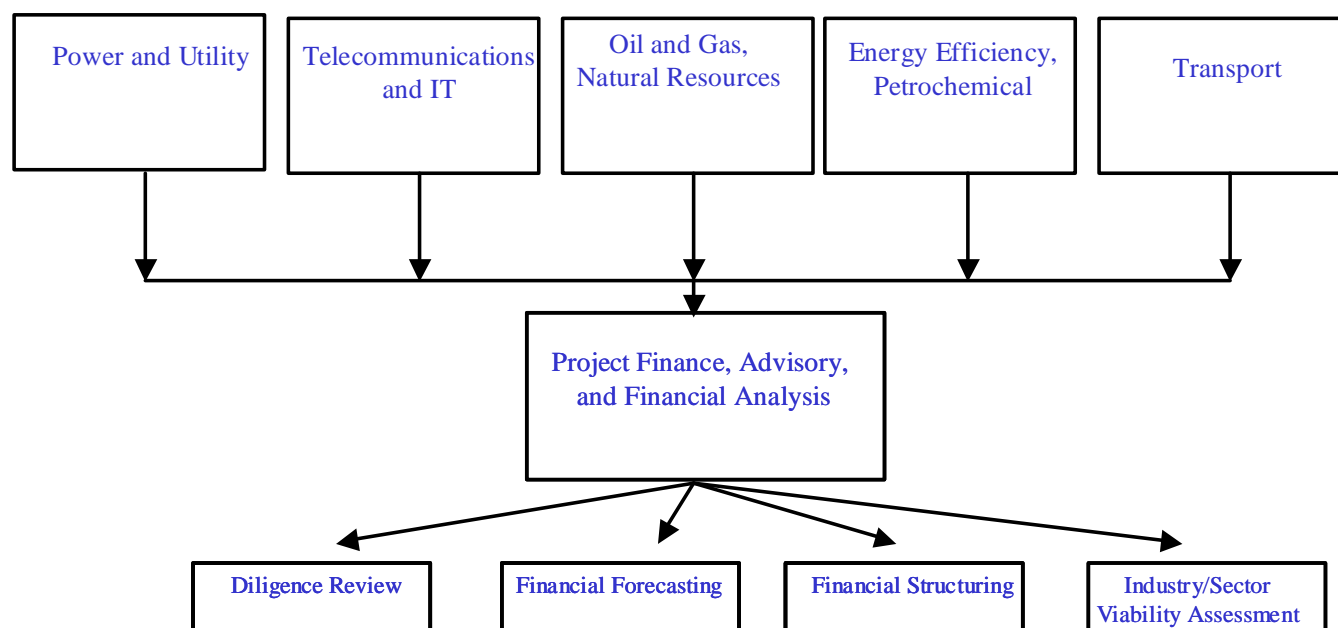 Power and Utility
Telecommunications
and IT
Oil and Gas,
Natural Resources
Energy Efficiency,
Petrochemical
Transport
Project Finance, Advisory,
and Financial Analysis
Diligence Review
Financial Forecasting
Financial Structuring
Industry/Sector
Viability Assessment